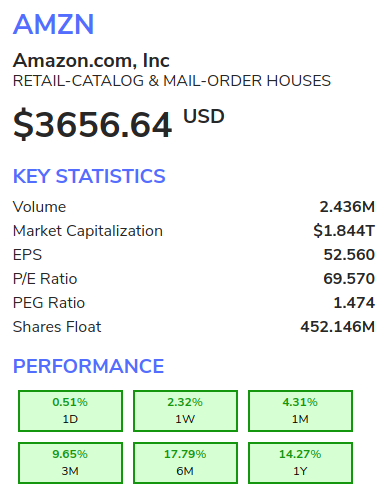 AMZN
Amazon.com, Inc
RETAIL-CATALOG & MAIL-ORDER HOUSES
$3656.64 USD
KEY STATISTICS
Volume 2.436M
Market Capitalization $1.844T
EPS 52.560
P/E Ratio 69.570
PEG Ratio 1.474
Shares Float 452.146M
PERFORMANCE
0.51% 2.32% 4.31%
1D 1W 1M
9.65% 17.79% 14.27%
3M 6M 1Y